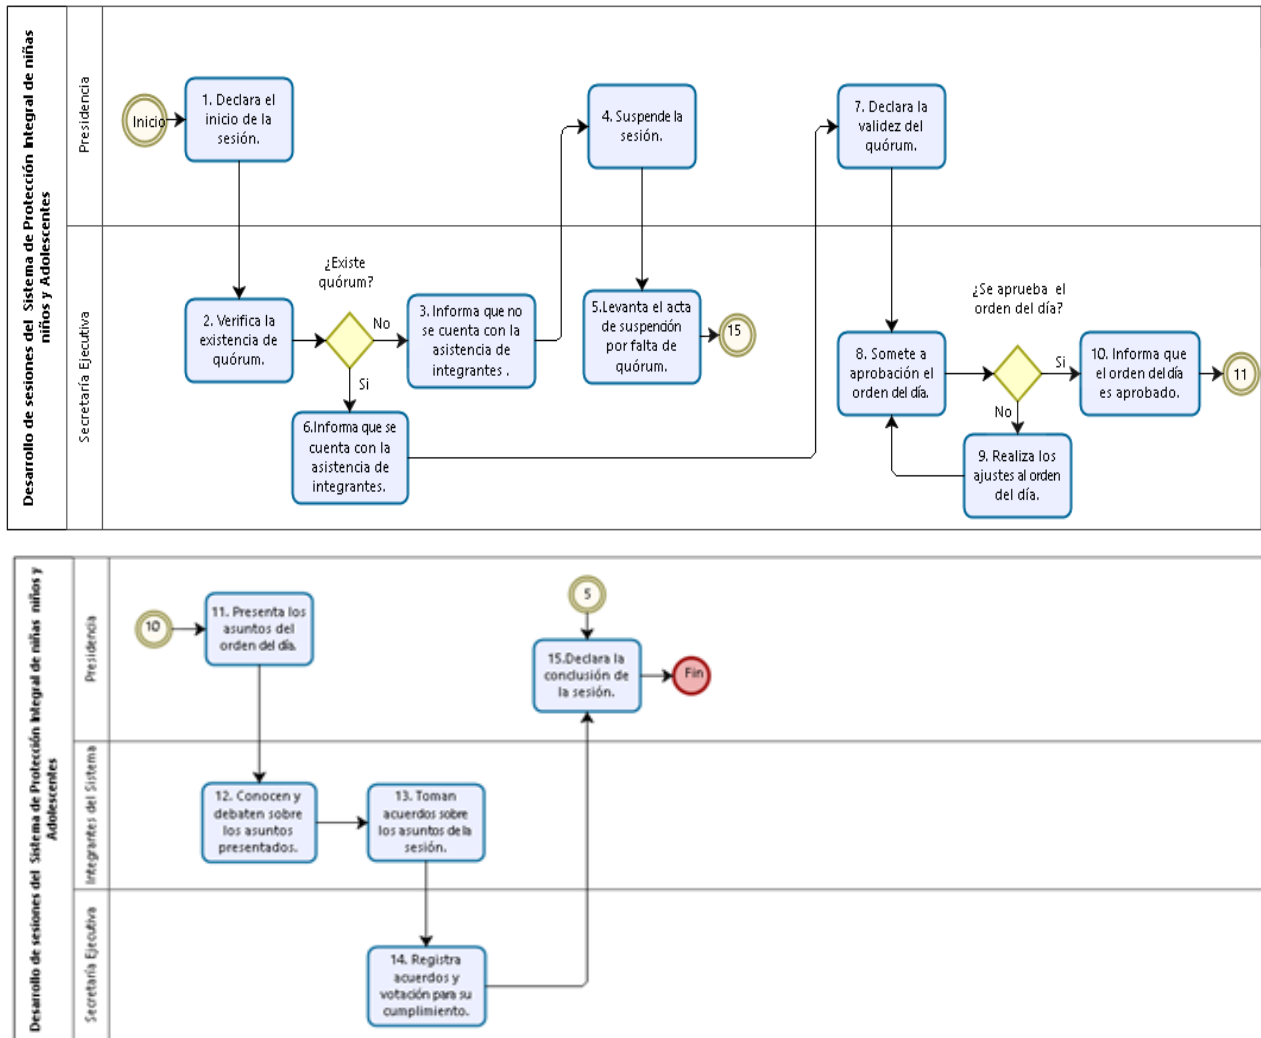 Desarrollo de sesiones del Sistema de Protección Integral de niñas
niños y Adolescentes
Presidencia
Inicio
1. Declara el
inicio de la
sesión.
4. Suspende la
sesión.
7. Declara la
validez del
quórum.
Secretaría Ejecutiva
2. Verifica la
existencia de
quórum.
¿Existe
quórum?
No
Si
3. Informa que no
se cuenta con la
asistencia de
integrantes .
5.Levanta el acta
de suspención
por falta de
quórum.
15
6.Informa que se
cuenta con la
asistencia de
integrantes.
8. Somete a
aprobación el
orden del día.
¿Se aprueba el
orden del día?
Si
No
10. Informa que
el orden del día
es aprobado.
11
9. Realiza los
ajustes al orden
del día.
Desarrollo de sesiones del Sistema de Protección Integral de niñas niños y
Adolescentes
Presidencia
10
11. Presenta los
asuntos del
orden del día.
5
15.Declara la
conclusión de
la sesión.
Fin
Integrantes del Sistema
12. Conocen y
debaten sobre
los asuntos
presentados.
13. Toman
acuerdos sobre
los asuntos de la
sesión.
Secretaría Ejecutiva
14. Registra
acuerdos y
votación para su
cumplimiento.